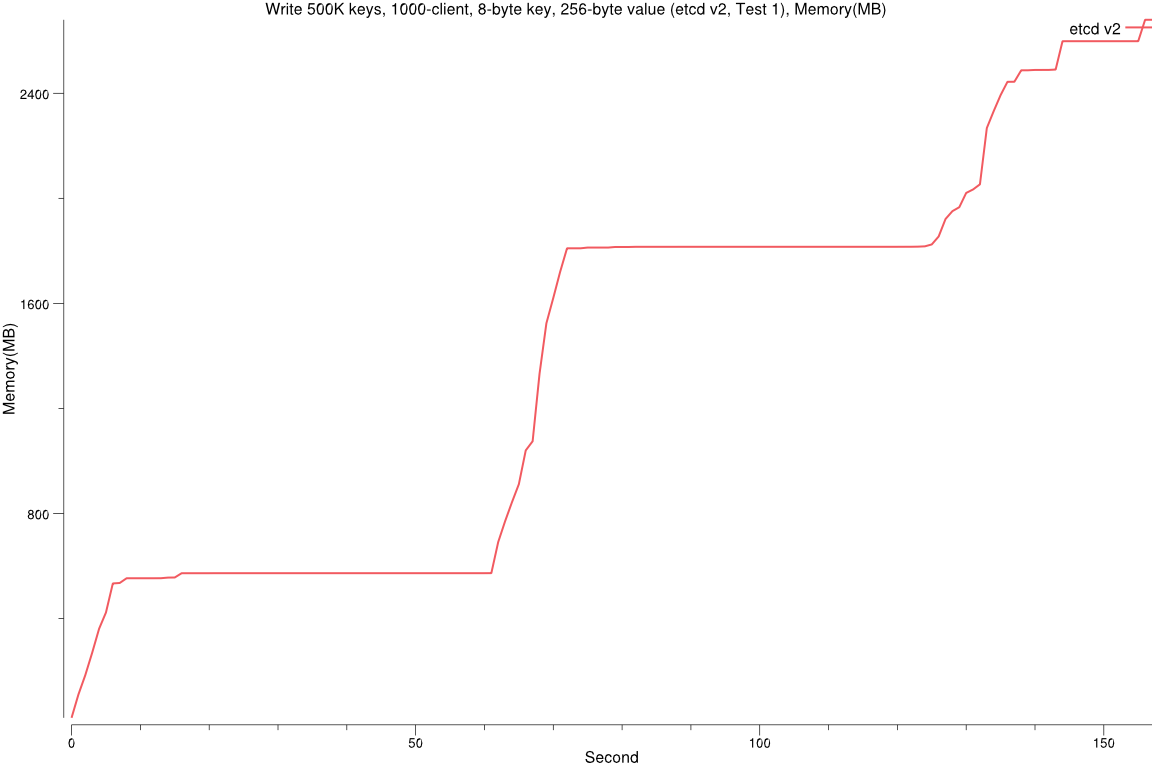 Write 500K keys, 1000-client, 8-byte key, 256-byte value (etcd v2, Test 1), Memory(MB)
etcd v2
2400
1600
800
Memory(MB)
0 50 100 150
Second